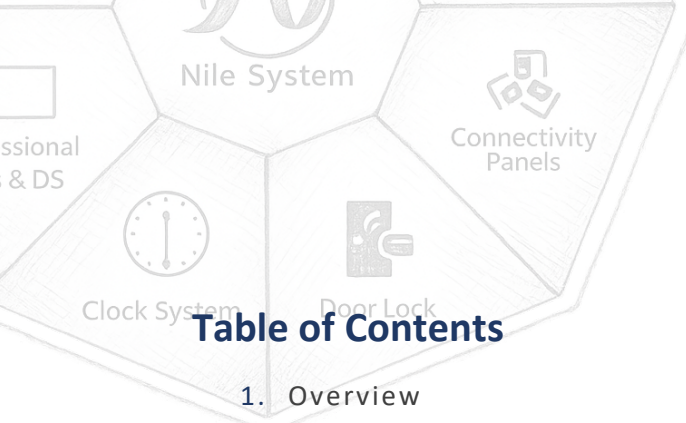 Nile System
Connectivity
Panels
ssional
& DS
Clock System
Door Lock
Table of Contents
1. Overview